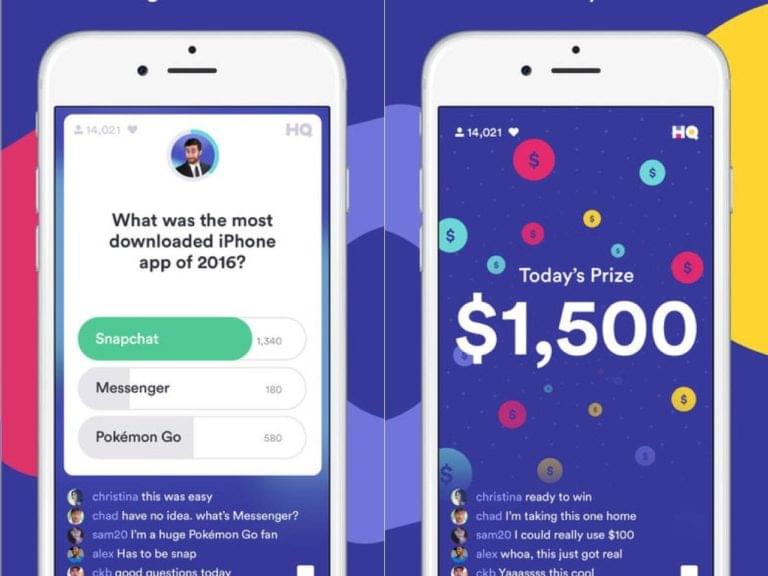 14,021
HQ
What was the most
downloaded iPhone
app of 2016?
Snapchat 1,340
Messenger 180
Pokémon Go 580
christina this was easy
chad have no idea. what's Messenger?
sam20 I'm a huge Pokémon Go fan
alex Has to be snap
ckb good questions today
14,021
HQ
$
$
$
$
$
$
$
$
Today's Prize
$1,500
$
$
$
$
$
$
$
$
christina ready to win
chad I'm taking this one home
sam20 I could really use $100
alex whoa, this just got real
ckb Yaaassss this cool